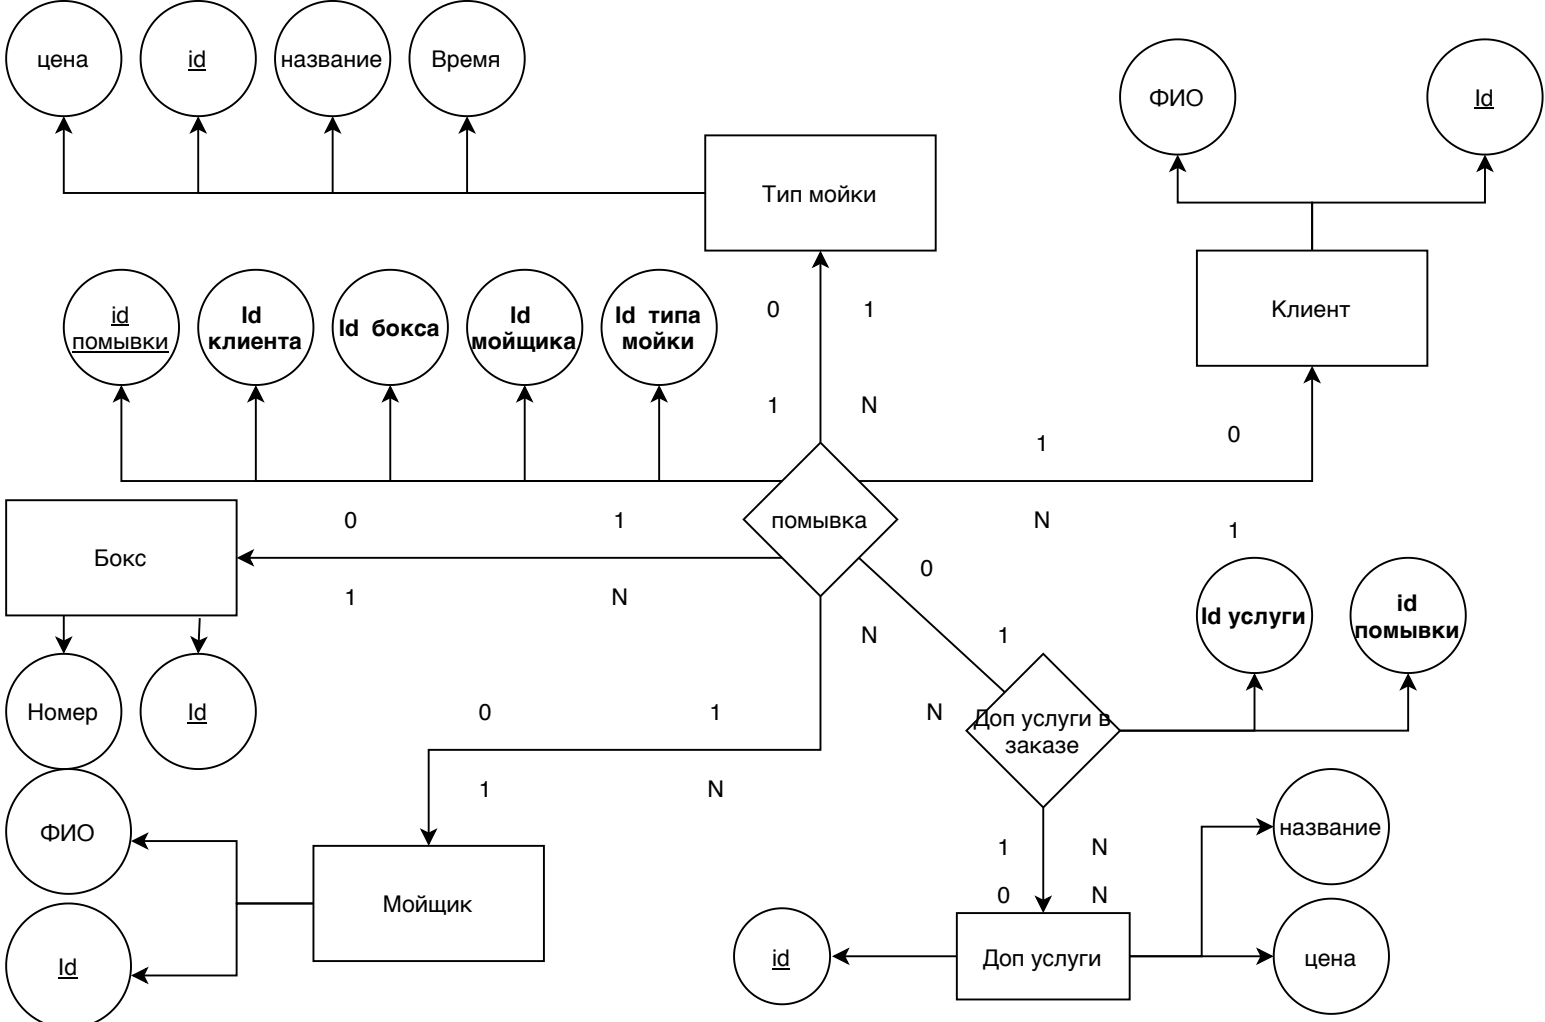 цена
id
название
Время
ФИО
Id
Тип мойки
Клиент
id
помывки
Id
клиента
Id бокса
Id
мойщика
Id типа
мойки
0 1
1 N
1 0
помывка
0 1
N
1
Бокс
0
1 N
N
1
Id услуги
id
помывки
Номер
Id
0 1
N
Доп услуги в
заказе
1 N
ФИО
название
1 N
0 N
Мойщик
Id
id
Доп услуги
цена